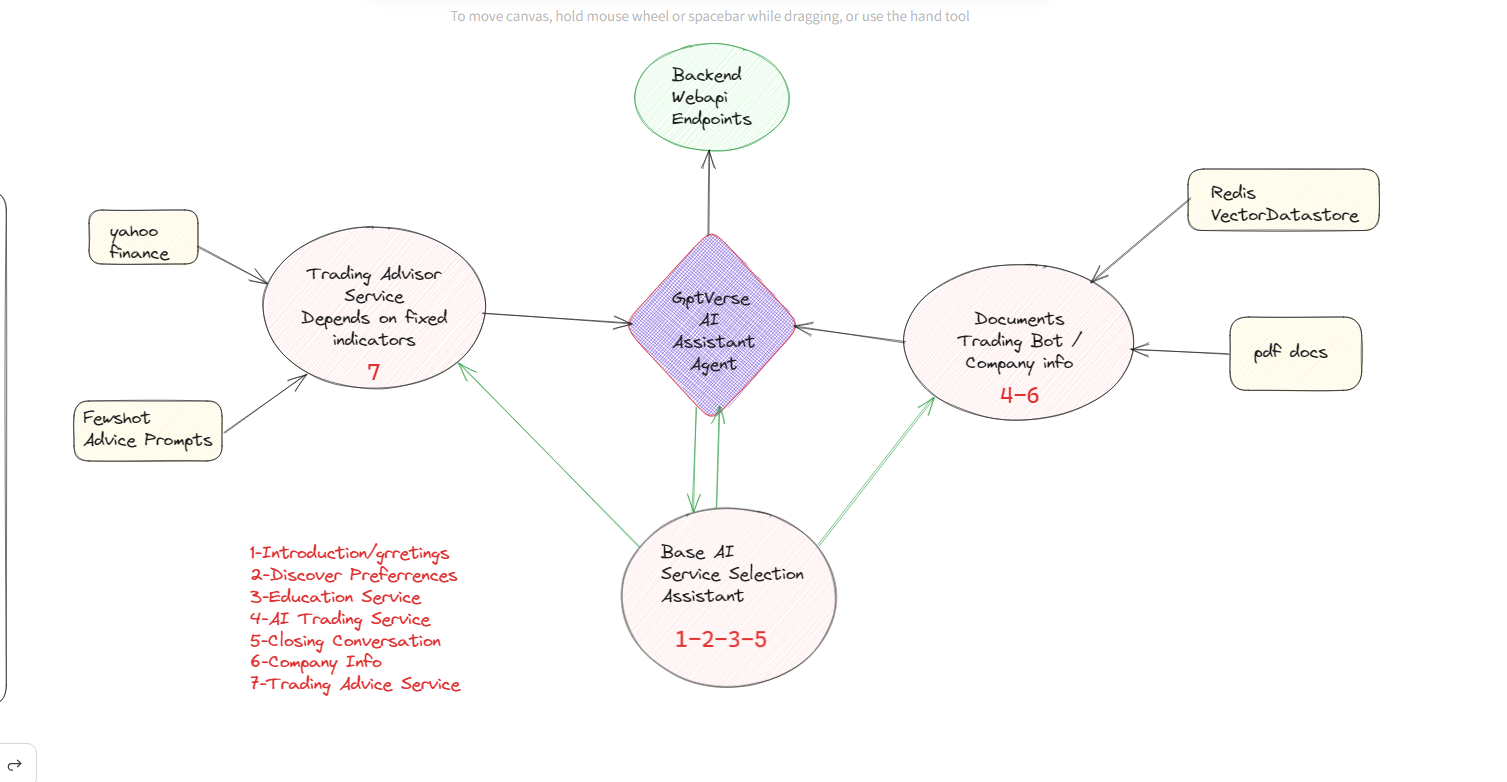 To move canvas, hold mouse wheel or spacebar while dragging, or use the hand tool
Backend
Webapi
Endpoints
Redis
VectorDatastore
yahoo
finance
Trading Advisor
Service
Depends on fixed
indicators
7
GptVerse
AI
Assistant
Agent
Documents
Trading Bot /
Company info
4-6
pdf docs
Fewshot
Advice Prompts
Base AI
Service Selection
Assistant
1-2-3-5
1-Introduction/grretings
2-Discover Preferrences
3-Education Service
4-AI Trading Service
5-Closing Conversation
6-Company Info
7-Trading Advice Service